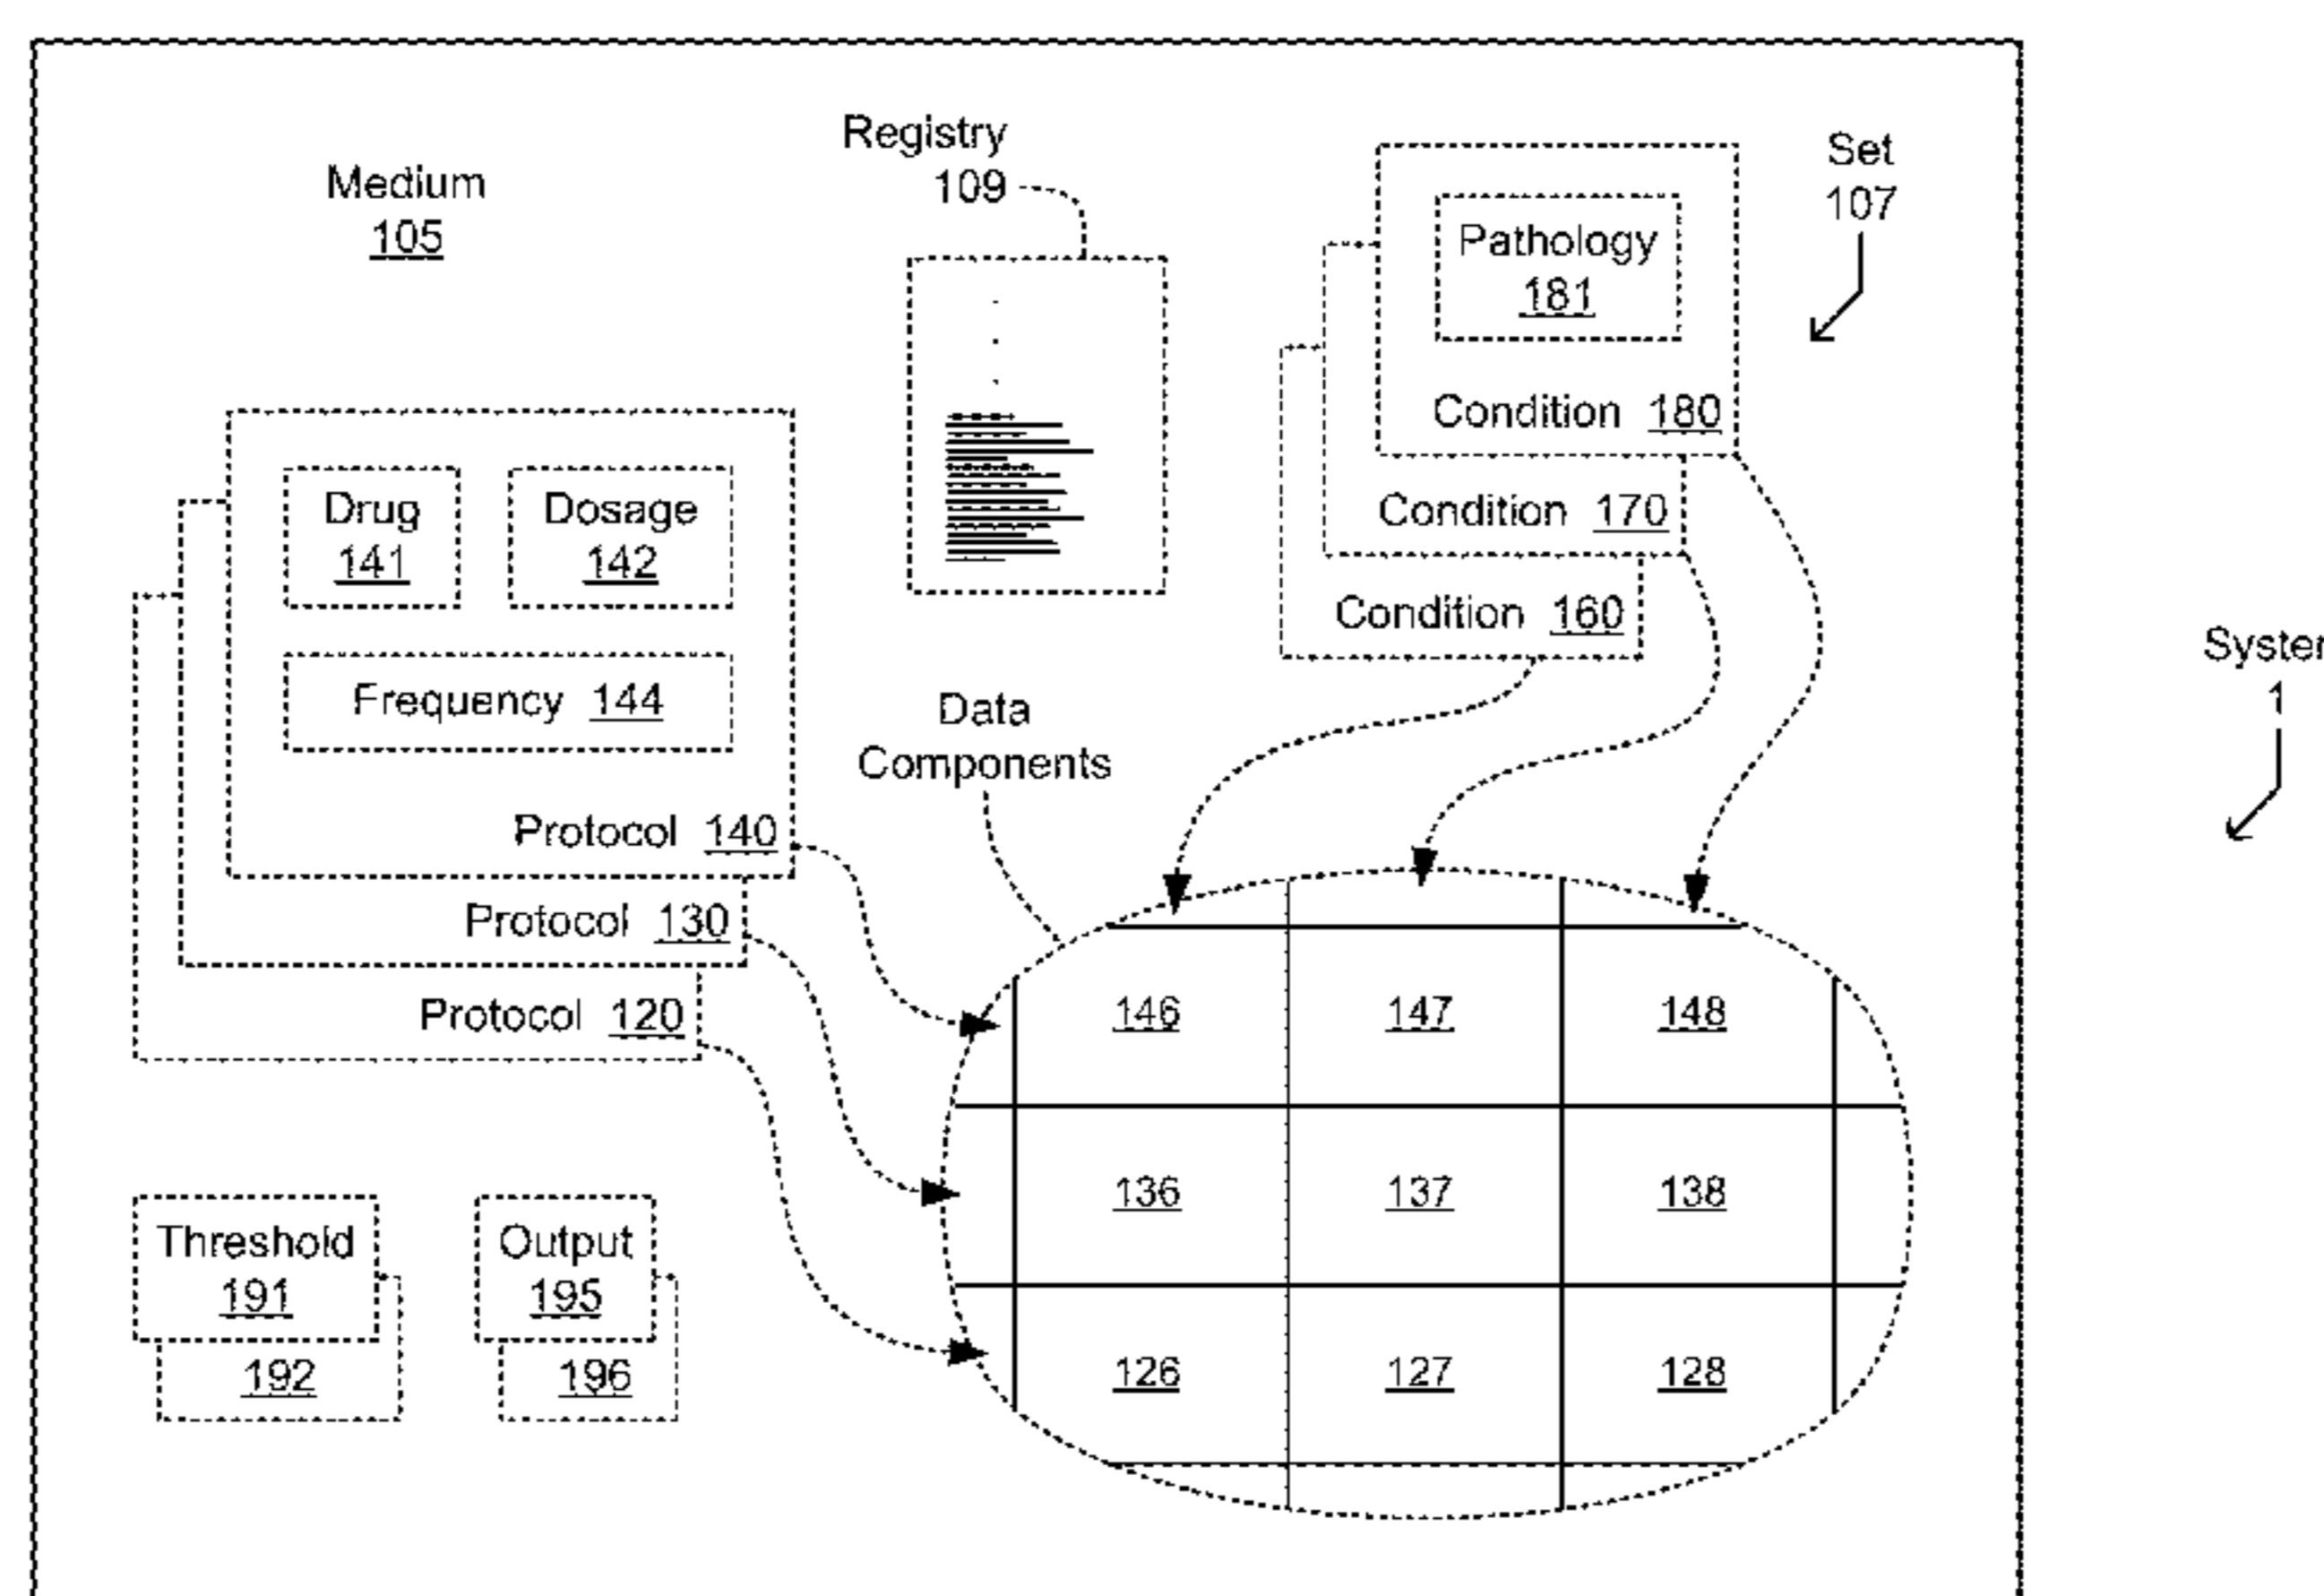 Medium
105
Registry
109
Set
107
Pathology
181
Condition 180
Condition 170
Condition 160
Drug
141
Dosage
142
Frequency 144
Protocol 140
Protocol 130
Protocol 120
Data
Components
146 147 148
136 137 138
126 127 128
Threshold
191
192
Output
195
196
1